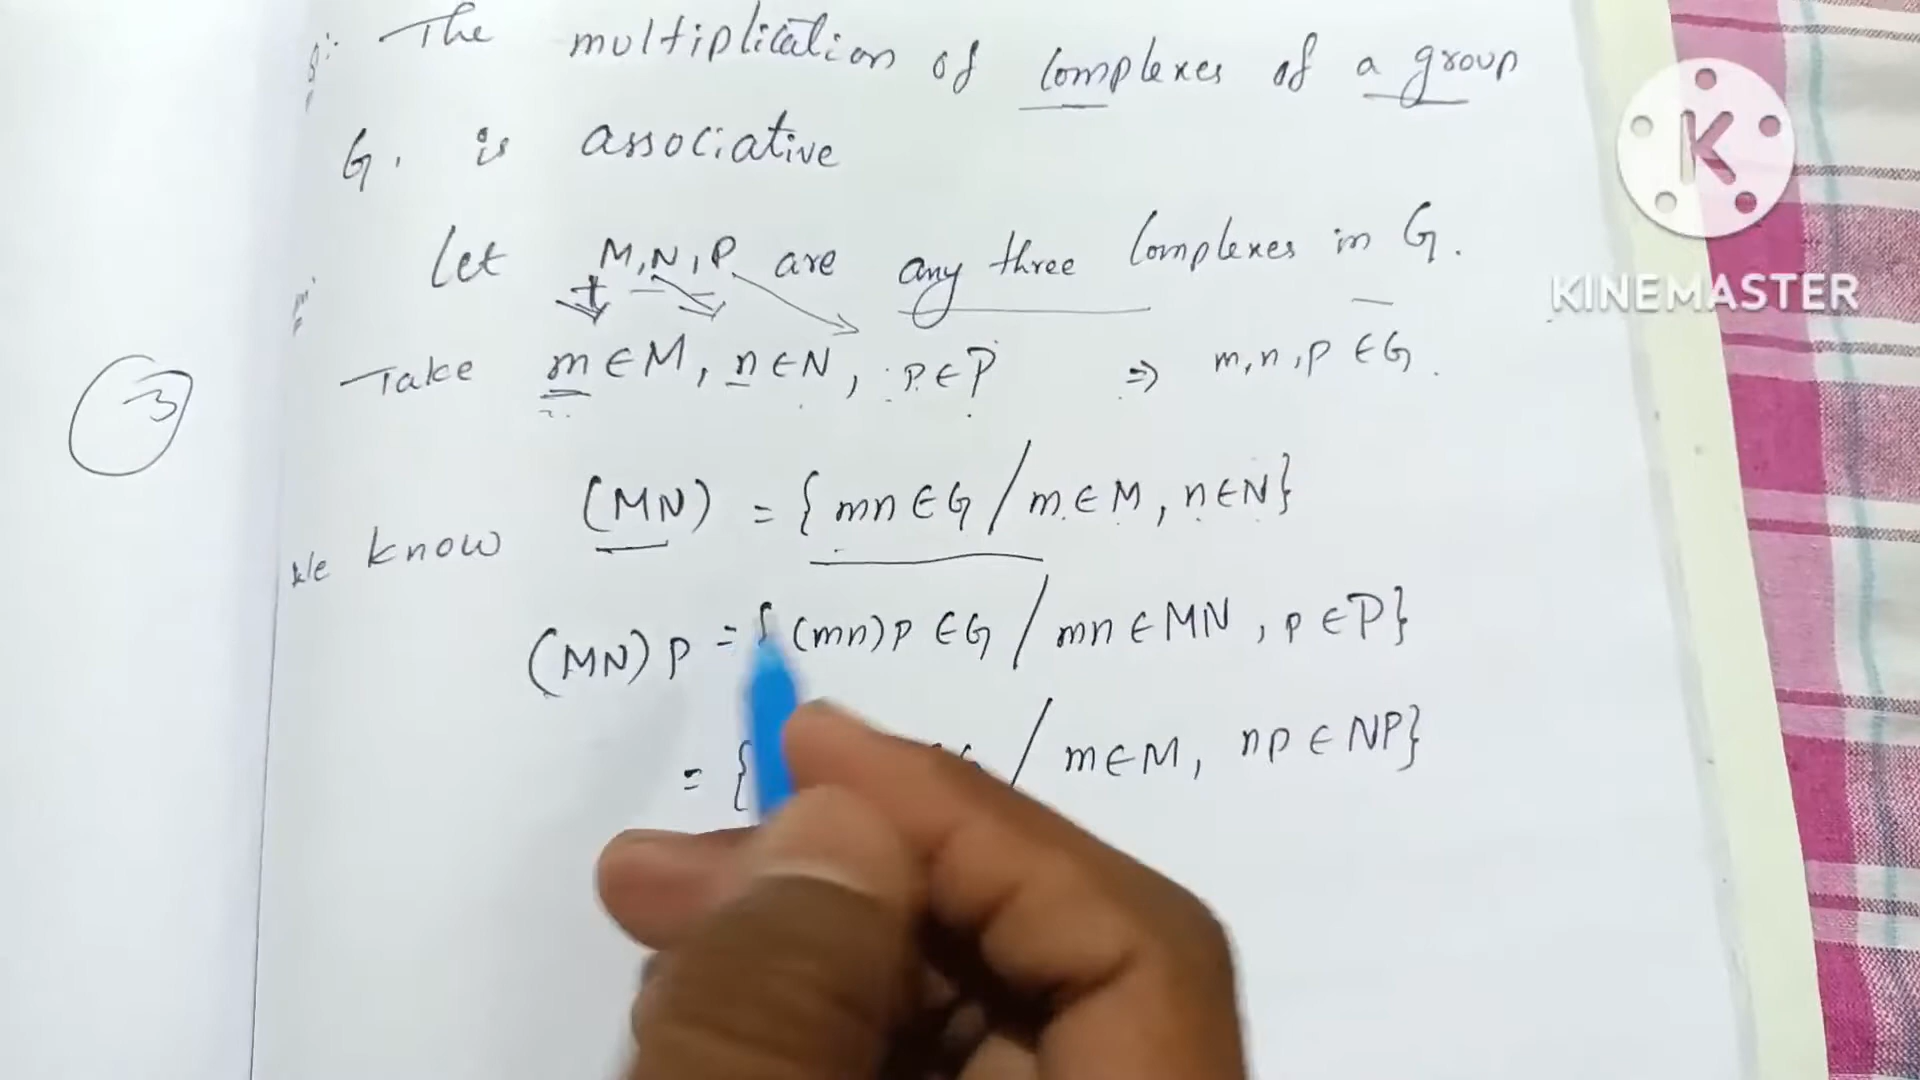 The multiplication of complexes of a group
G. is associative
Let M,N,P are any three Complexes in G.
Take m∈M, n∈N, P∈P ⇒ m,n,p ∈G.
(MN) = {mn∈G / m∈M, n∈N}
We know
(MN)P = {(mn)P ∈G / mn∈MN, p∈P}
= { G / m∈M, np∈NP}
3
K
KINEMASTER